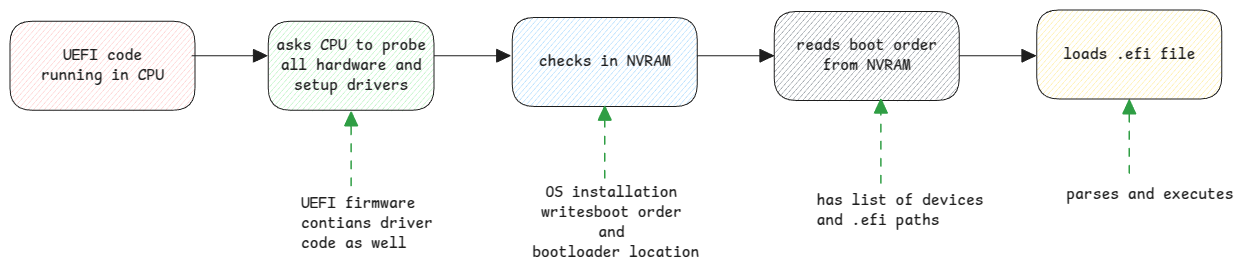 UEFI code
running in CPU
asks CPU to probe
all hardware and
setup drivers
checks in NVRAM
reads boot order
from NVRAM
loads .efi file
UEFI firmware
contians driver
code as well
OS installation
writesboot order
and
bootloader location
has list of devices
and .efi paths
parses and executes